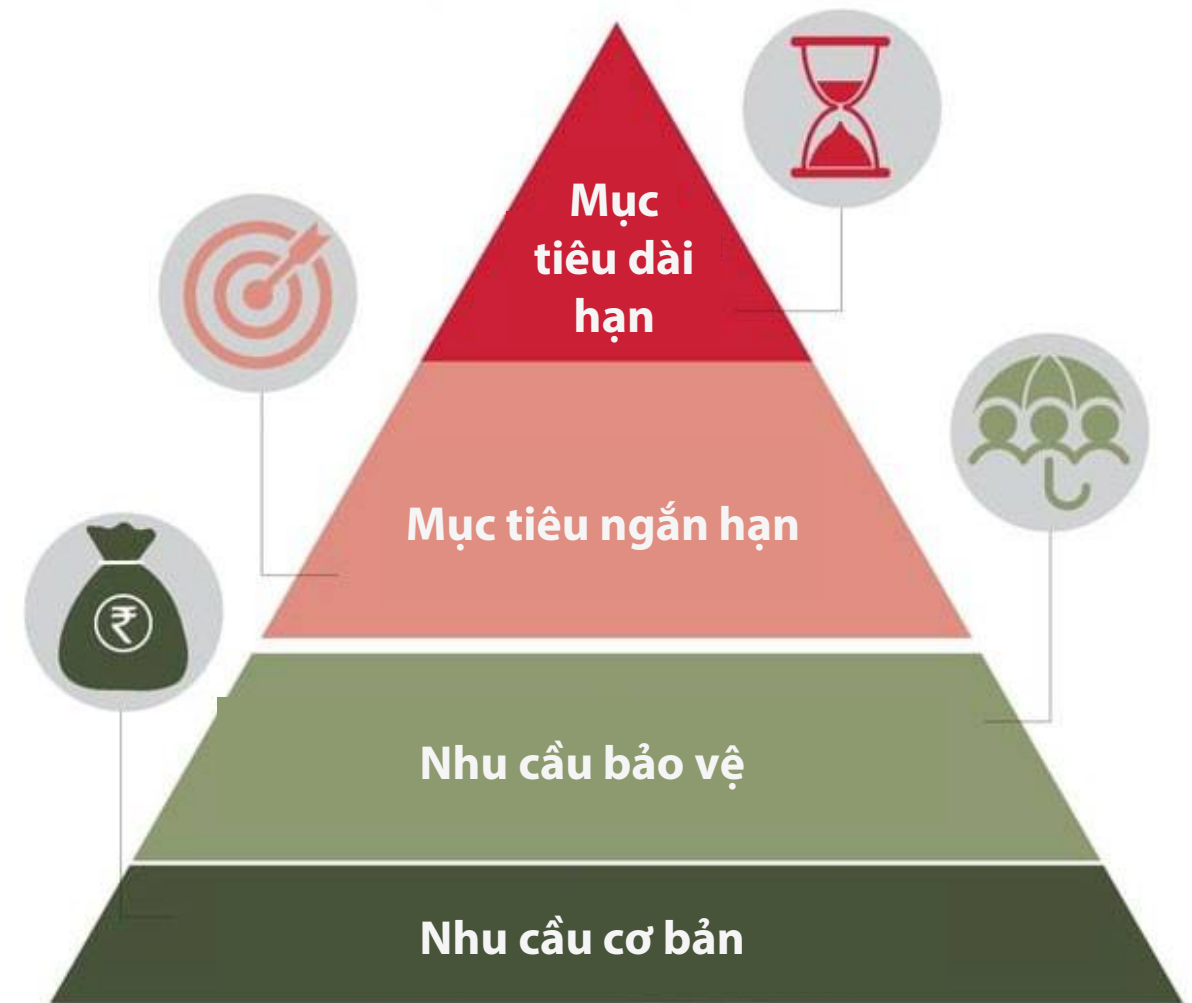 Mục
tiêu dài
hạn
Mục tiêu ngắn hạn
₹
Nhu cầu bảo vệ
Nhu cầu cơ bản